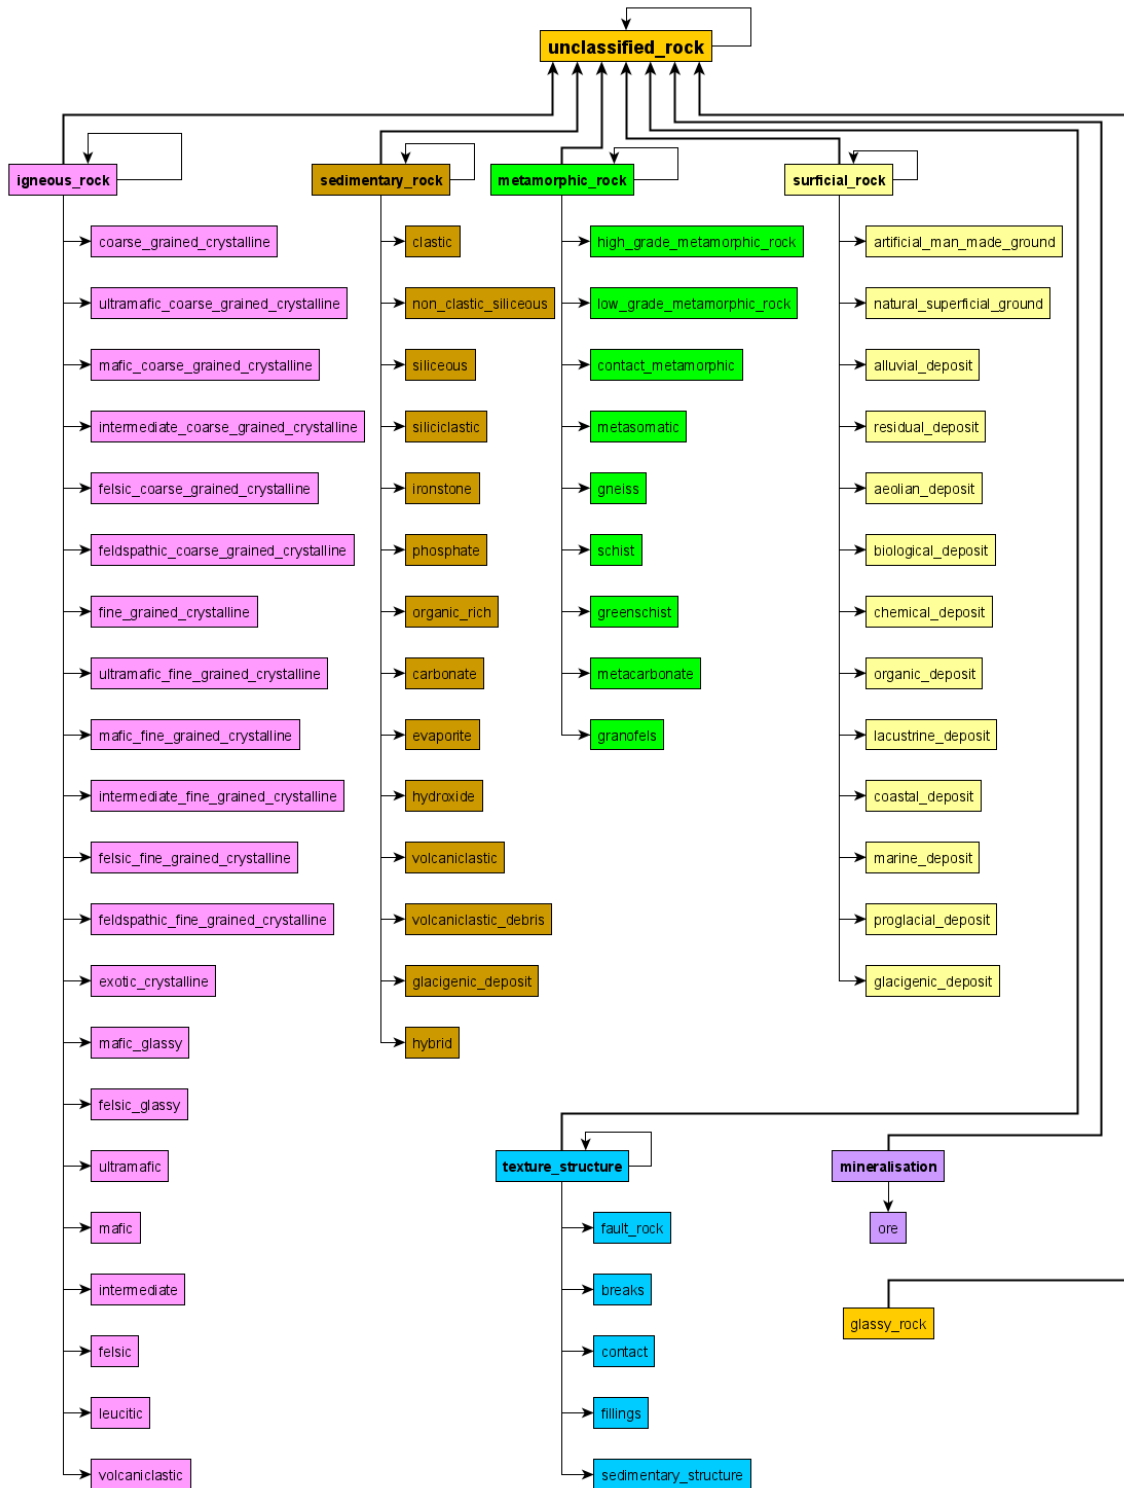 unclassified_rock
igneous_rock
coarse_grained_crystalline
ultramafic_coarse_grained_crystalline
mafic_coarse_grained_crystalline
intermediate_coarse_grained_crystalline
felsic_coarse_grained_crystalline
feldspathic_coarse_grained_crystalline
fine_grained_crystalline
ultramafic_fine_grained_crystalline
mafic_fine_grained_crystalline
intermediate_fine_grained_crystalline
felsic_fine_grained_crystalline
feldspathic_fine_grained_crystalline
exotic_crystalline
mafic_glassy
felsic_glassy
ultramafic
mafic
intermediate
felsic
leucitic
volcaniclastic
sedimentary_rock
clastic
non_clastic_siliceous
siliceous
siliciclastic
ironstone
phosphate
organic_rich
carbonate
evaporite
hydroxide
volcaniclastic
volcaniclastic_debris
glacigenic_deposit
hybrid
metamorphic_rock
high_grade_metamorphic_rock
low_grade_metamorphic_rock
contact_metamorphic
metasomatic
gneiss
schist
greenschist
metacarbonate
granofels
surficial_rock
artificial_man_made_ground
natural_superficial_ground
alluvial_deposit
residual_deposit
aeolian_deposit
biological_deposit
chemical_deposit
organic_deposit
lacustrine_deposit
coastal_deposit
marine_deposit
proglacial_deposit
glacigenic_deposit
texture_structure
fault_rock
breaks
contact
fillings
sedimentary_structure
mineralisation
ore
glassy_rock